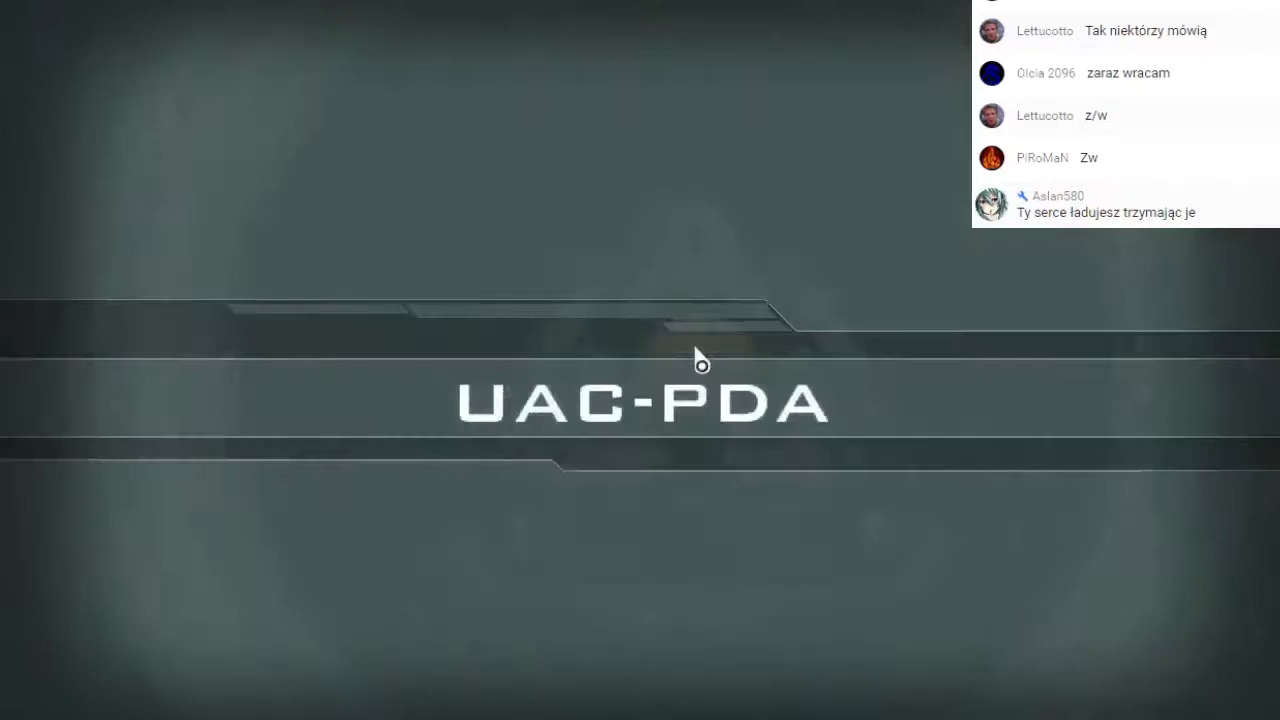 Lettucotto Tak niektórzy mówią
Olcia 2096 zaraz wracam
Lettucotto z/w
PiRoMaN Zw
Aslan580
Ty serce ładujesz trzymając je
UAC-PDA